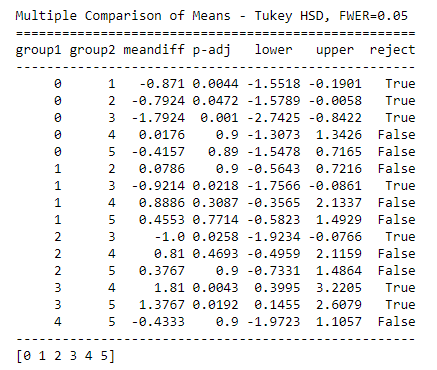 Multiple Comparison of Means - Tukey HSD, FWER=0.05
====================================================
group1 group2 meandiff p-adj lower upper reject
----------------------------------------------------
0 1 -0.871 0.0044 -1.5518 -0.1901 True
0 2 -0.7924 0.0472 -1.5789 -0.0058 True
0 3 -1.7924 0.001 -2.7425 -0.8422 True
0 4 0.0176 0.9 -1.3073 1.3426 False
0 5 -0.4157 0.89 -1.5478 0.7165 False
1 2 0.0786 0.9 -0.5643 0.7216 False
1 3 -0.9214 0.0218 -1.7566 -0.0861 True
1 4 0.8886 0.3087 -0.3565 2.1337 False
1 5 0.4553 0.7714 -0.5823 1.4929 False
2 3 -1.0 0.0258 -1.9234 -0.0766 True
2 4 0.81 0.4693 -0.4959 2.1159 False
2 5 0.3767 0.9 -0.7331 1.4864 False
3 4 1.81 0.0043 0.3995 3.2205 True
3 5 1.3767 0.0192 0.1455 2.6079 True
4 5 -0.4333 0.9 -1.9723 1.1057 False
----------------------------------------------------
[0 1 2 3 4 5]